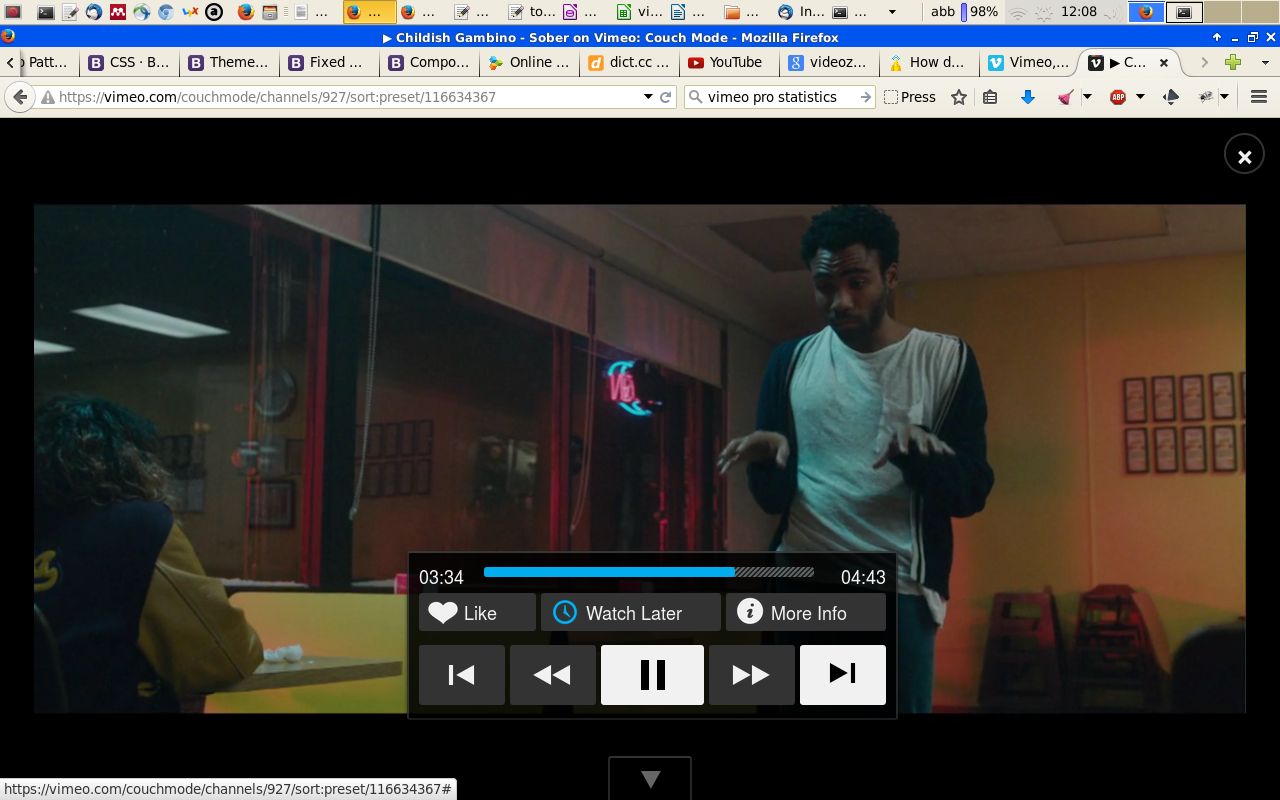 ... ... ... ... to... ... vi... ... ... In... ... abb 98% 12:08
▶ Childish Gambino - Sober on Vimeo: Couch Mode - Mozilla Firefox
Patt... CSS · B... Theme... Fixed ... Compo... Online ... dict.cc ... YouTube videoz... How d... Vimeo,... ▶ C...
https://vimeo.com/couchmode/channels/927/sort:preset/116634367 vimeo pro statistics Press ABP
03:34 04:43
Like Watch Later More Info
https://vimeo.com/couchmode/channels/927/sort:preset/116634367#